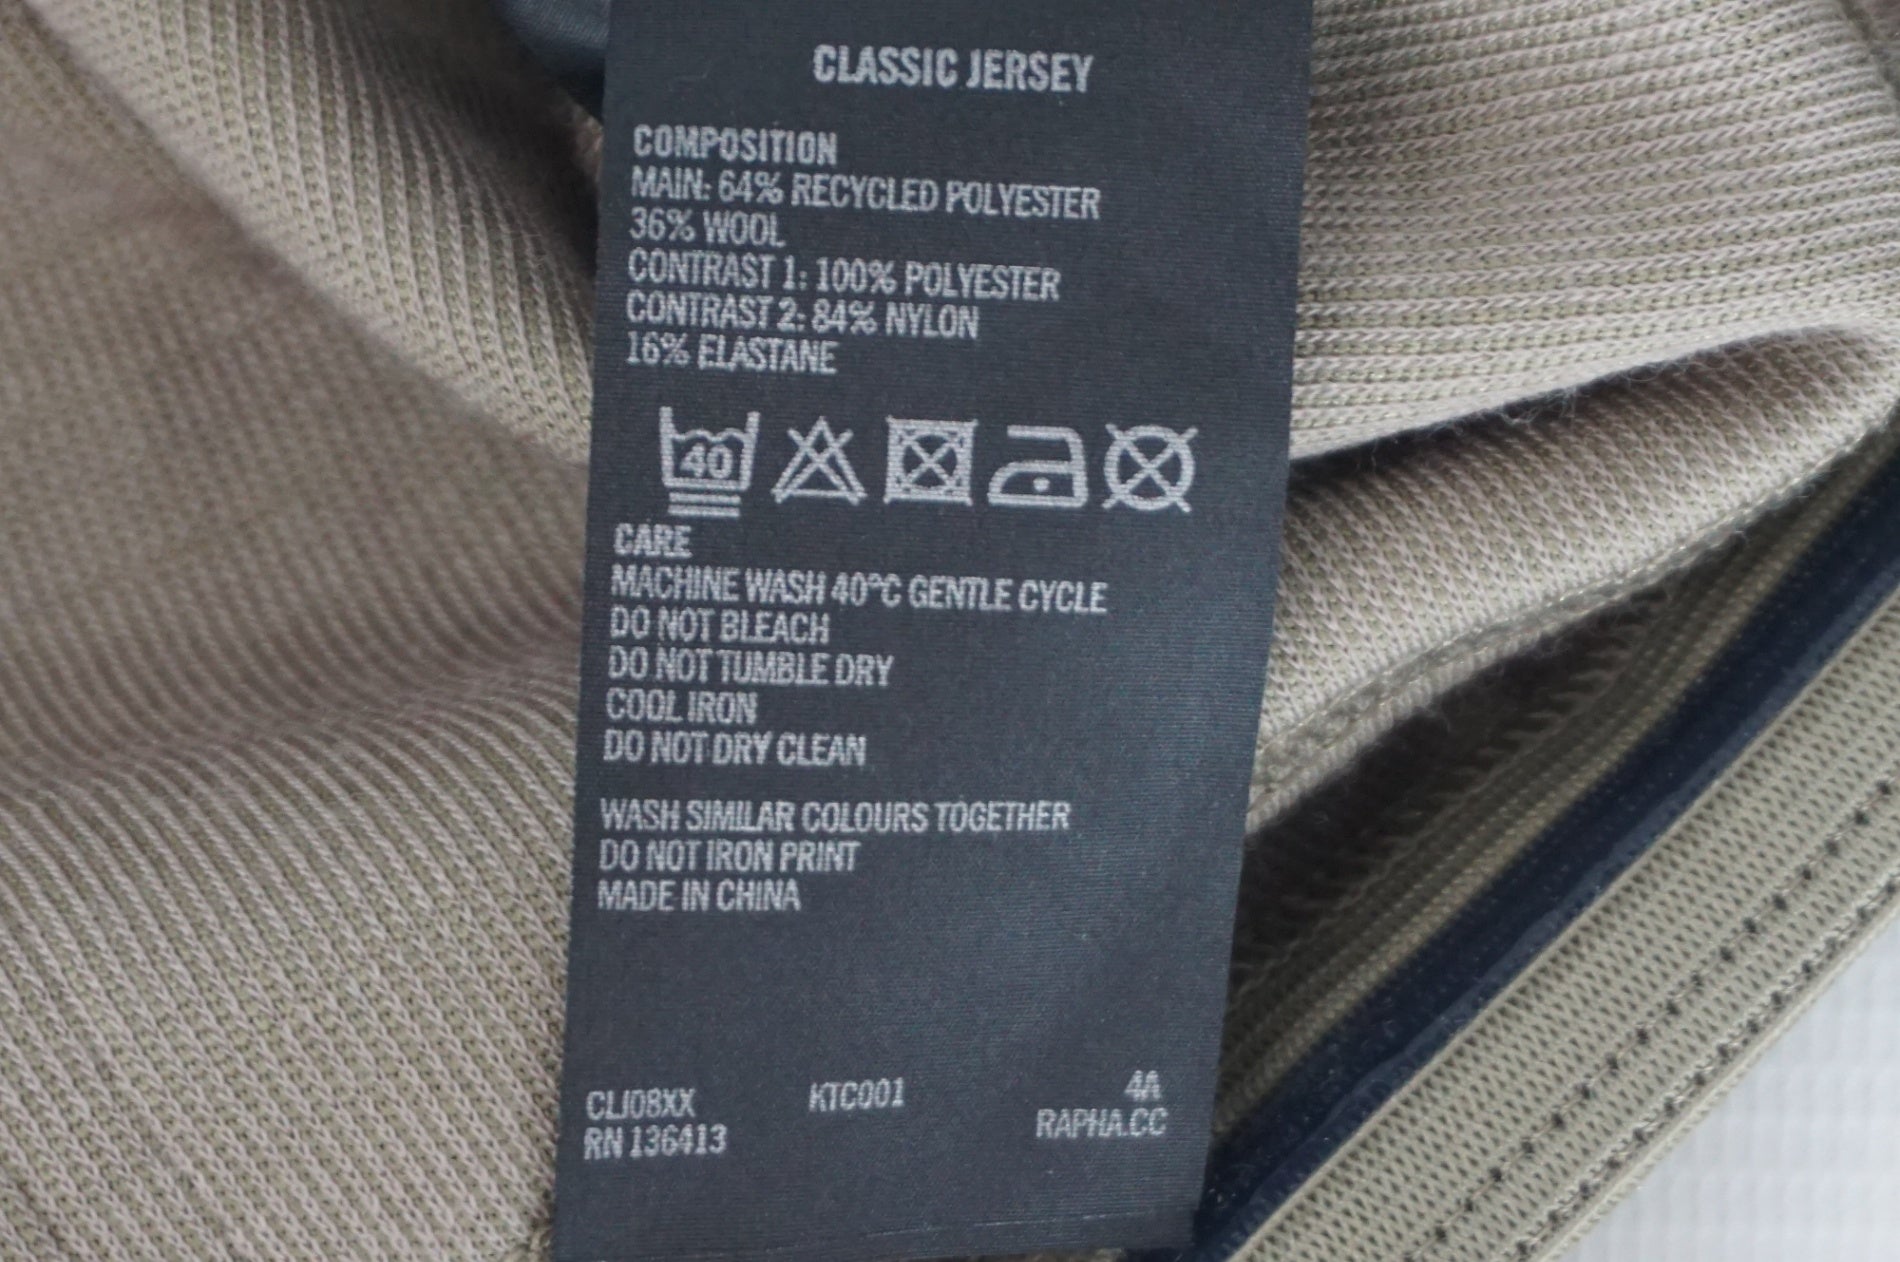 CLASSIC JERSEY
COMPOSITION
MAIN: 64% RECYCLED POLYESTER
36% WOOL
CONTRAST 1: 100% POLYESTER
CONTRAST 2: 84% NYLON
16% ELASTANE
40
CARE
MACHINE WASH 40°C GENTLE CYCLE
DO NOT BLEACH
DO NOT TUMBLE DRY
COOL IRON
DO NOT DRY CLEAN
WASH SIMILAR COLOURS TOGETHER
DO NOT IRON PRINT
MADE IN CHINA
CLJ08XX KTC001 4A
RN 136413 RAPHA.CC